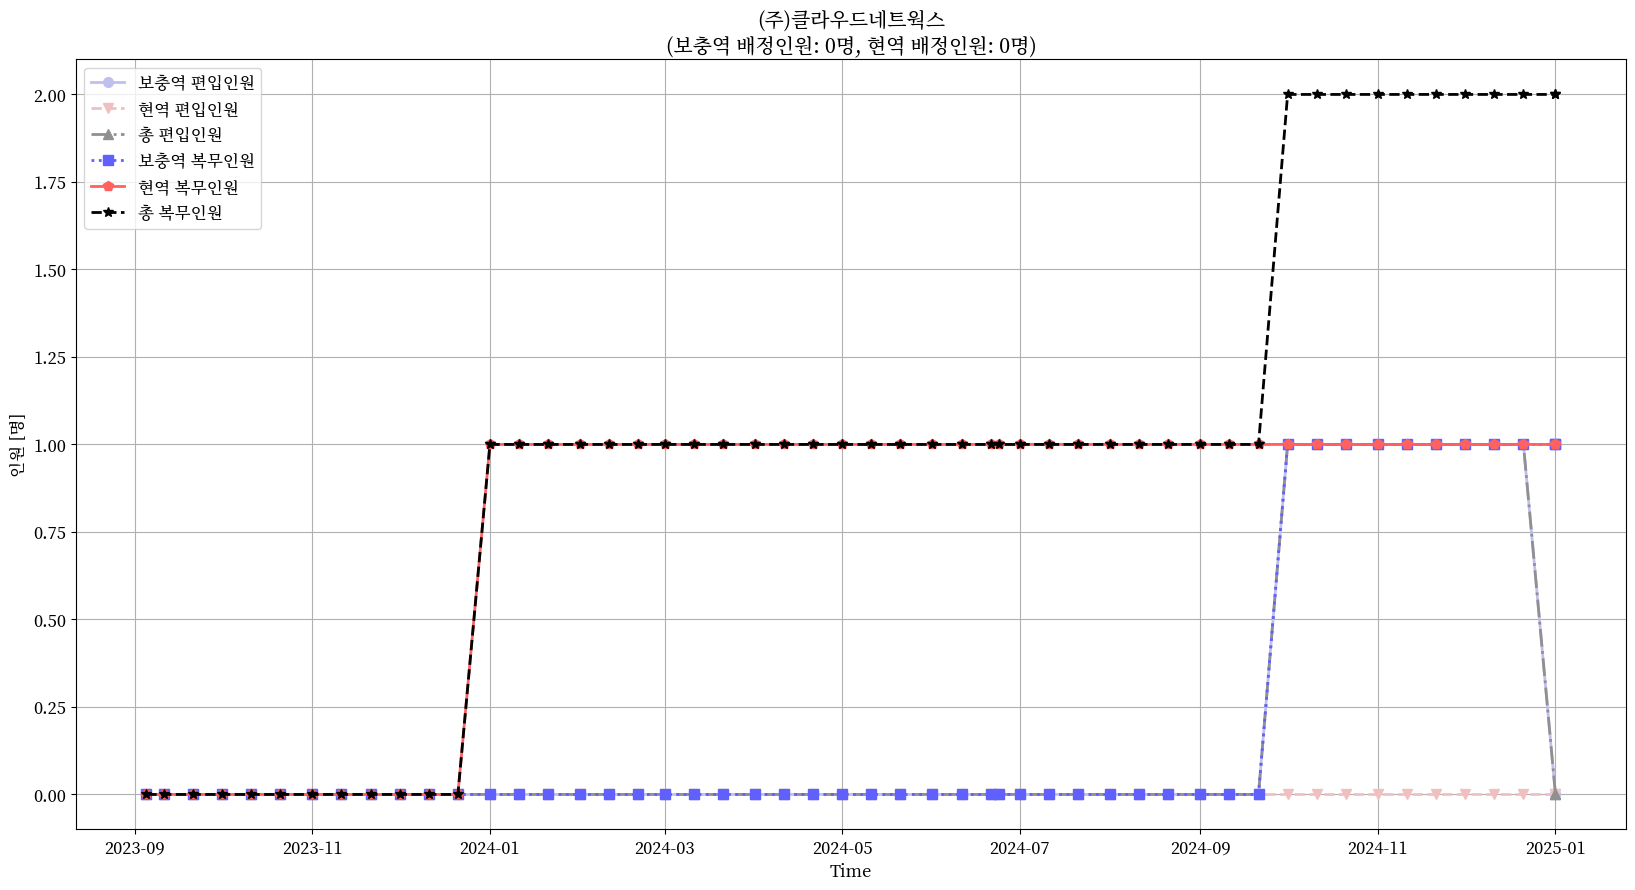 (주)클라우드네트웍스
(보충역 배정인원: 0명, 현역 배정인원: 0명)
보충역 편입인원
현역 편입인원
총 편입인원
보충역 복무인원
현역 복무인원
총 복무인원
인원 [명]
2.00
1.75
1.50
1.25
1.00
0.75
0.50
0.25
0.00
2023-09 2023-11 2024-01 2024-03 2024-05 2024-07 2024-09 2024-11 2025-01
Time